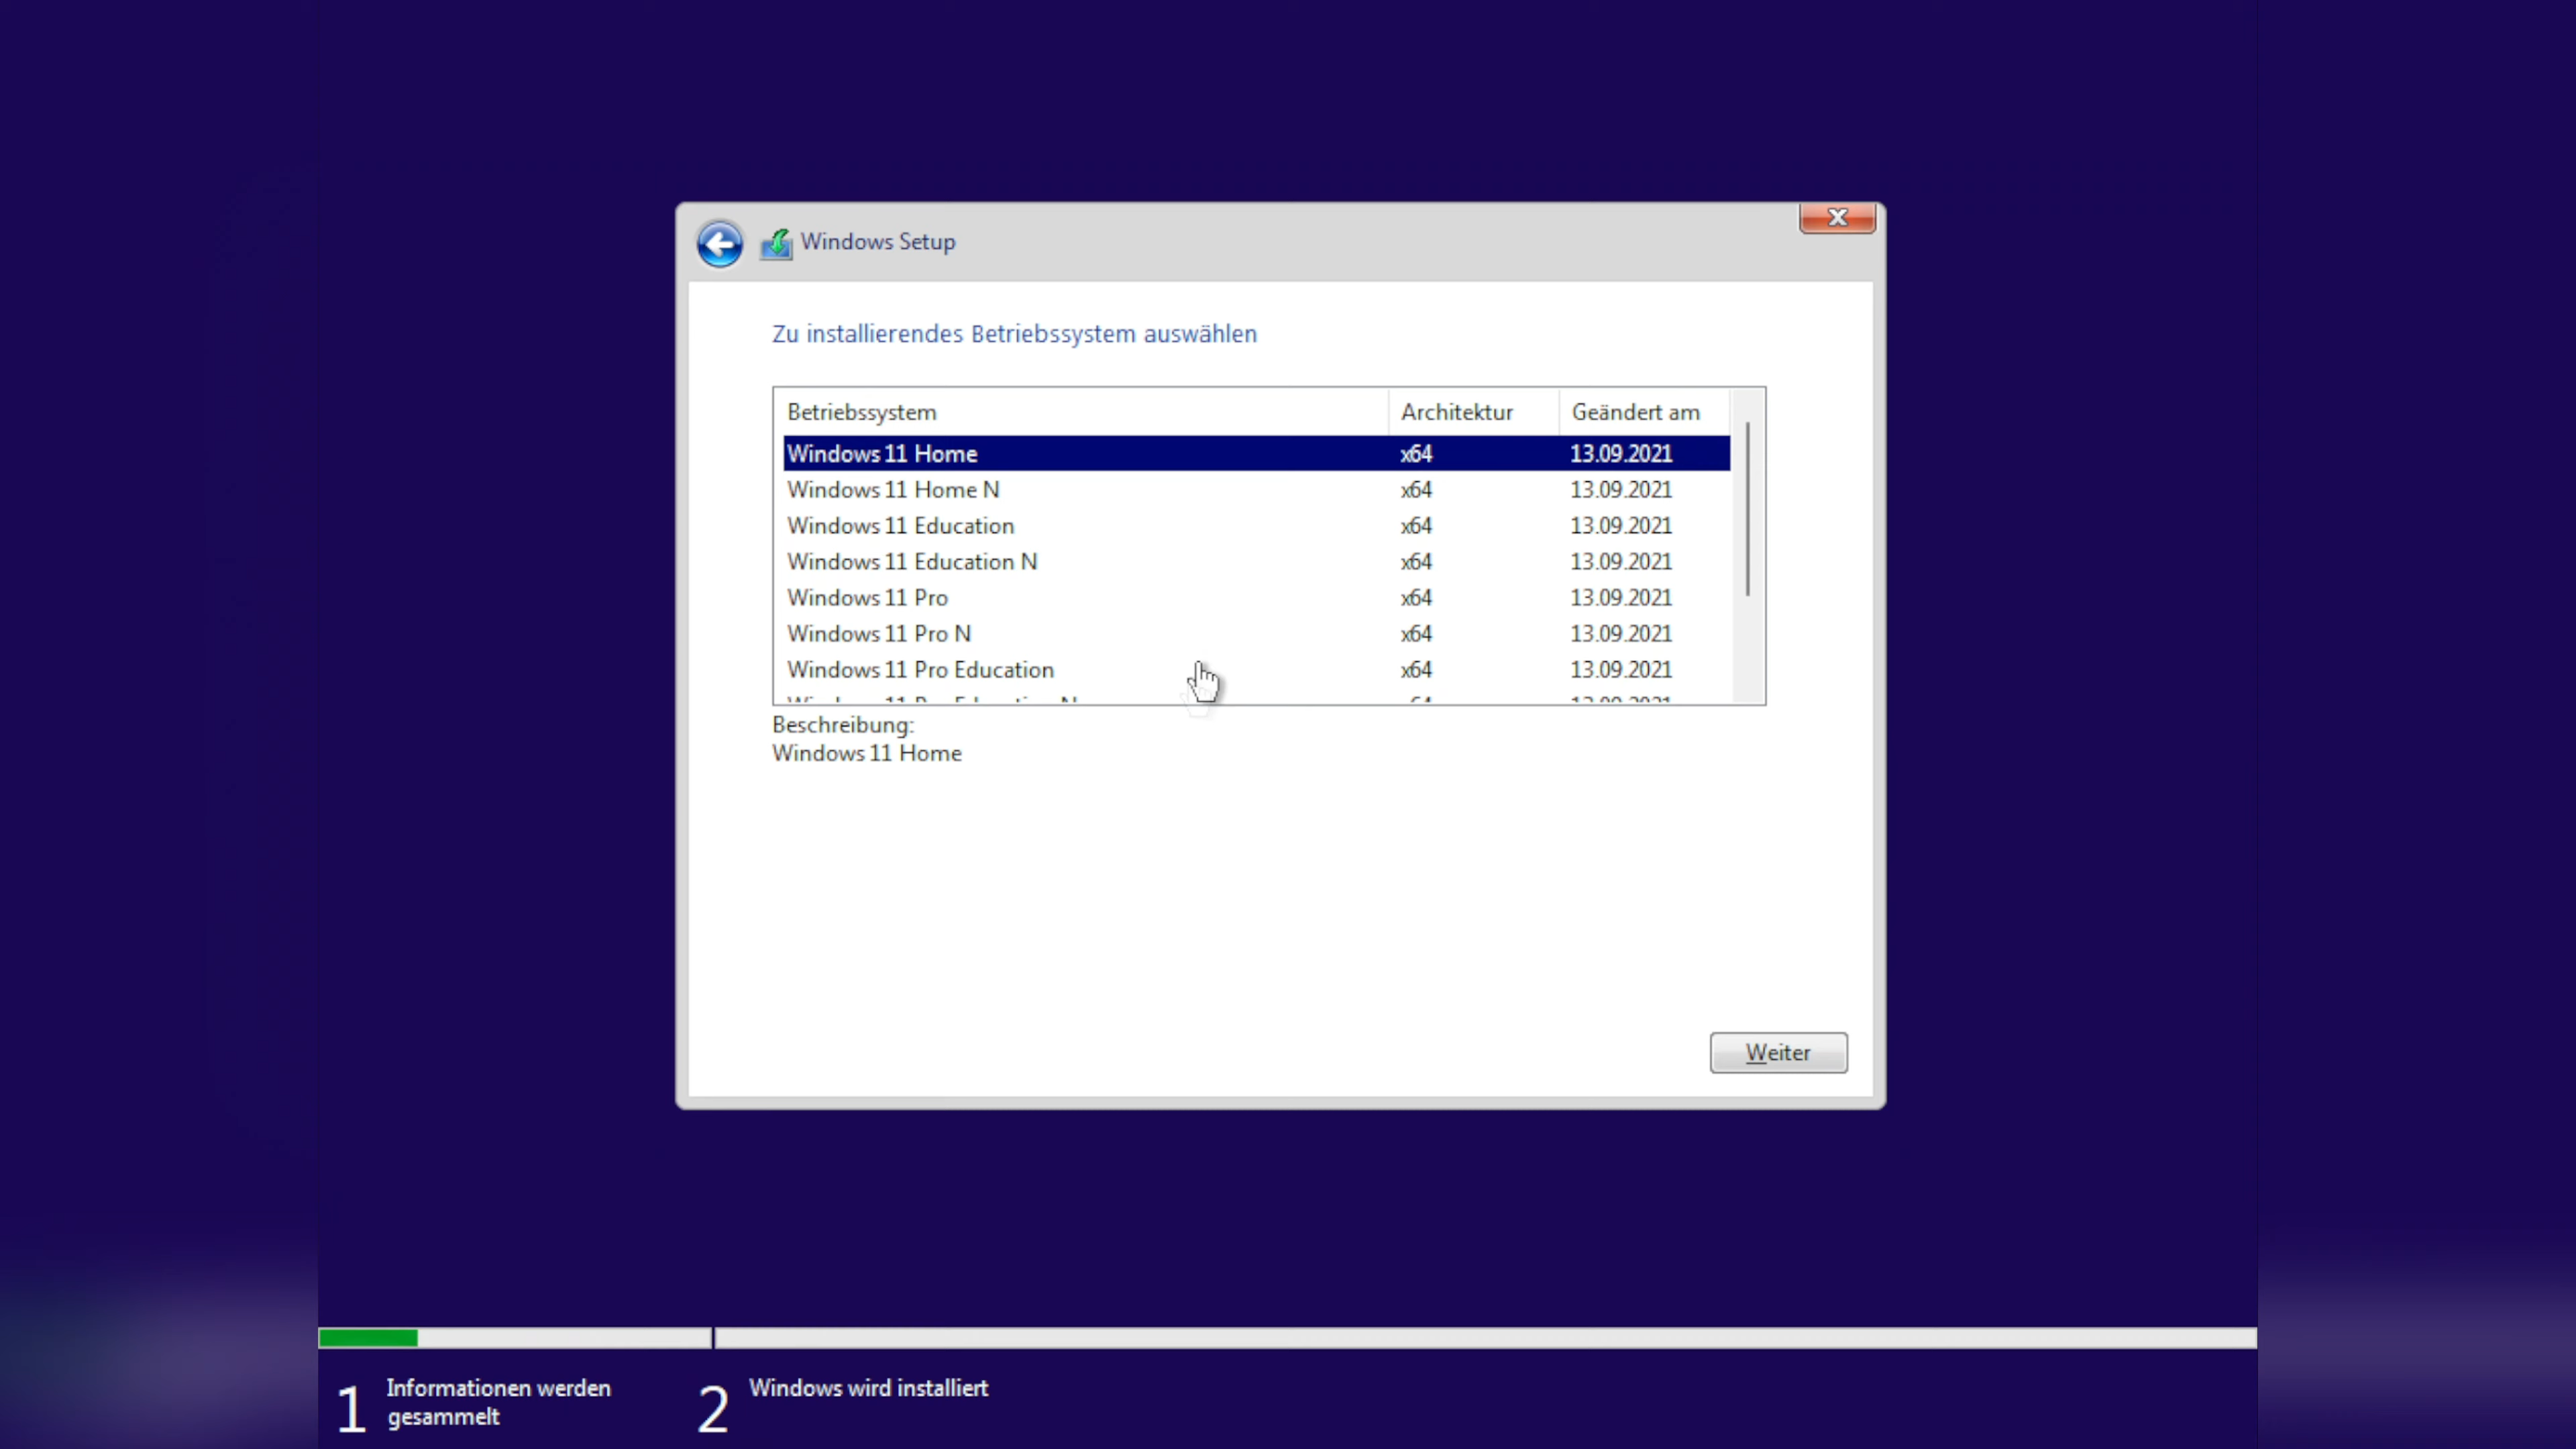 Windows Setup
Zu installierendes Betriebssystem auswählen
Betriebssystem Architektur Geändert am
Windows 11 Home x64 13.09.2021
Windows 11 Home N x64 13.09.2021
Windows 11 Education x64 13.09.2021
Windows 11 Education N x64 13.09.2021
Windows 11 Pro x64 13.09.2021
Windows 11 Pro N x64 13.09.2021
Windows 11 Pro Education x64 13.09.2021
Beschreibung:
Windows 11 Home
Weiter
1 Informationen werden
gesammelt
2 Windows wird installiert